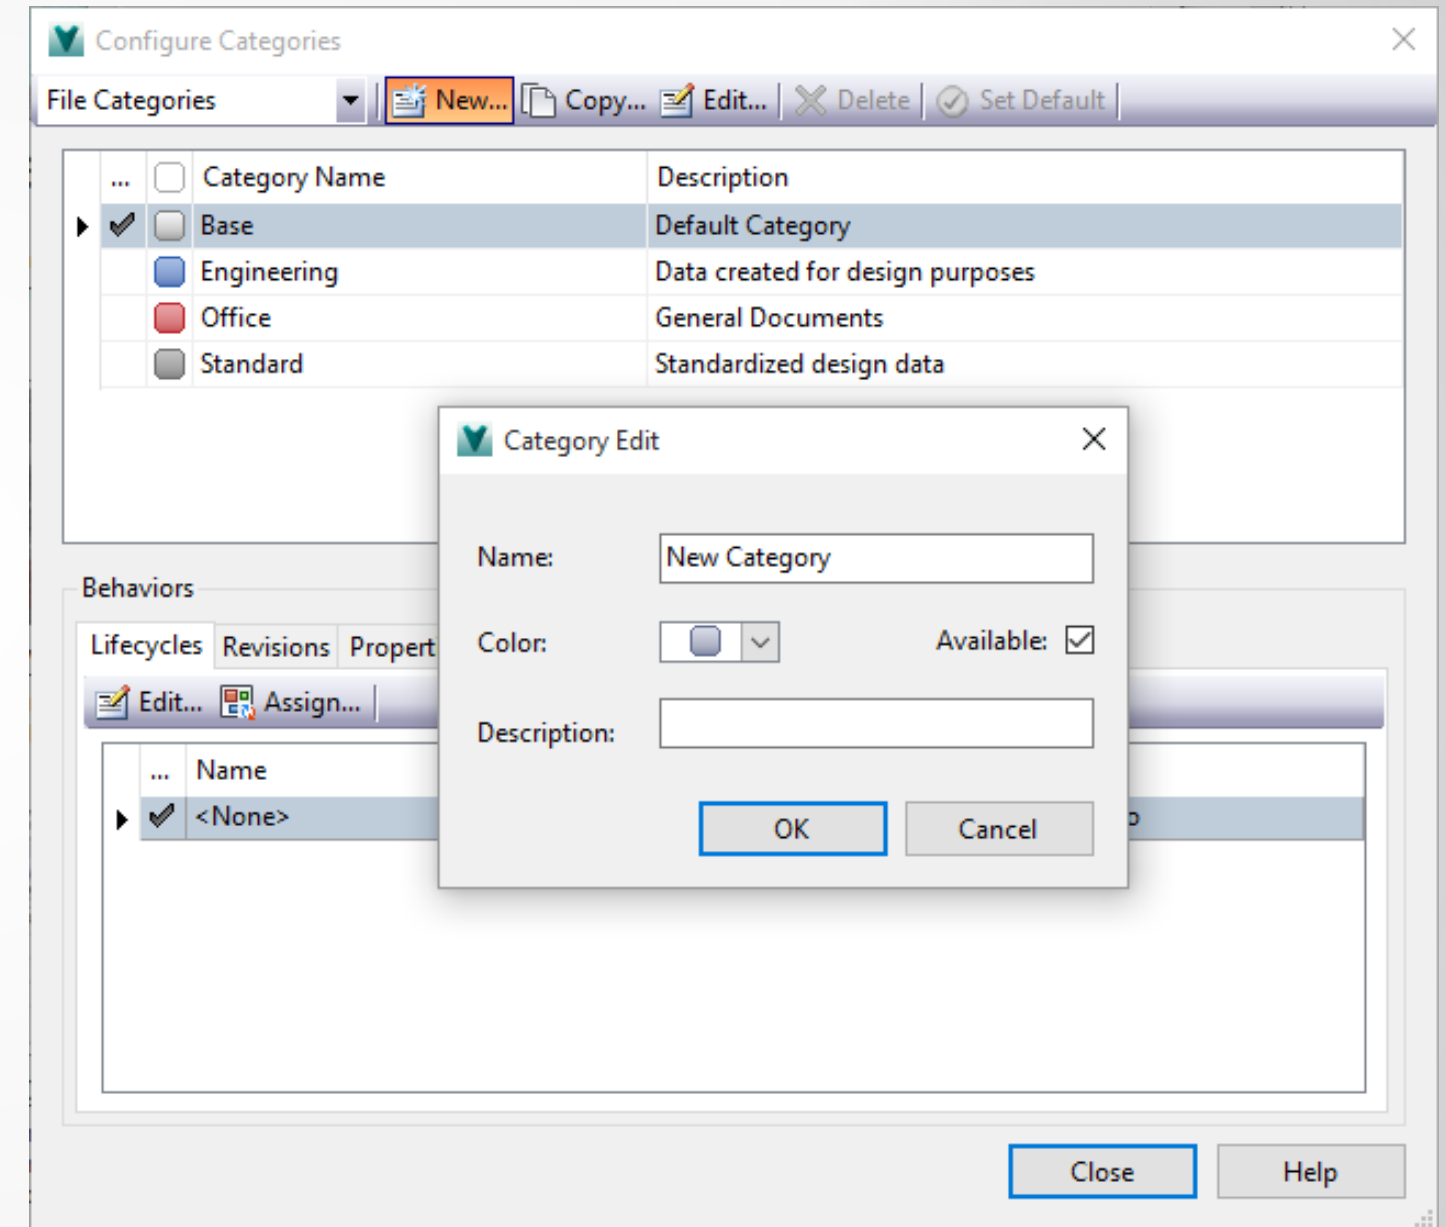 Configure Categories
File Categories New... Copy... Edit... Delete Set Default
... Category Name Description
Base Default Category
Engineering Data created for design purposes
Office General Documents
Standard Standardized design data
Category Edit
Name: New Category
Color: Available:
Description:
OK Cancel
Behaviors
Lifecycles Revisions Propert
Edit... Assign...
... Name
<None>
Close Help